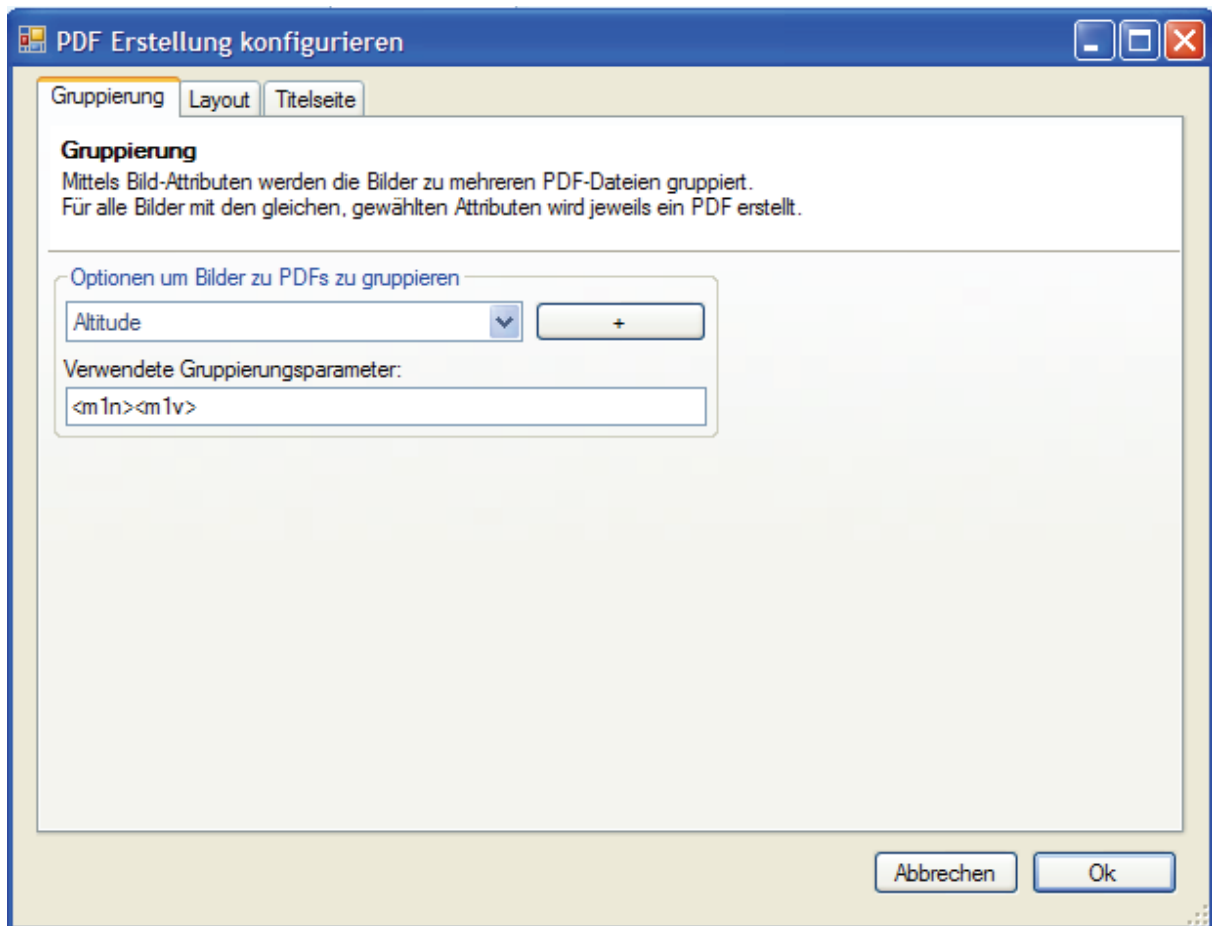 PDF Erstellung konfigurieren
Gruppierung Layout Titelseite
Gruppierung
Mittels Bild-Attributen werden die Bilder zu mehreren PDF-Dateien gruppiert.
Für alle Bilder mit den gleichen, gewählten Attributen wird jeweils ein PDF erstellt.
Optionen um Bilder zu PDFs zu gruppieren
Altitude +
Verwendete Gruppierungsparameter:
<m1n><m1v>
Abbrechen Ok